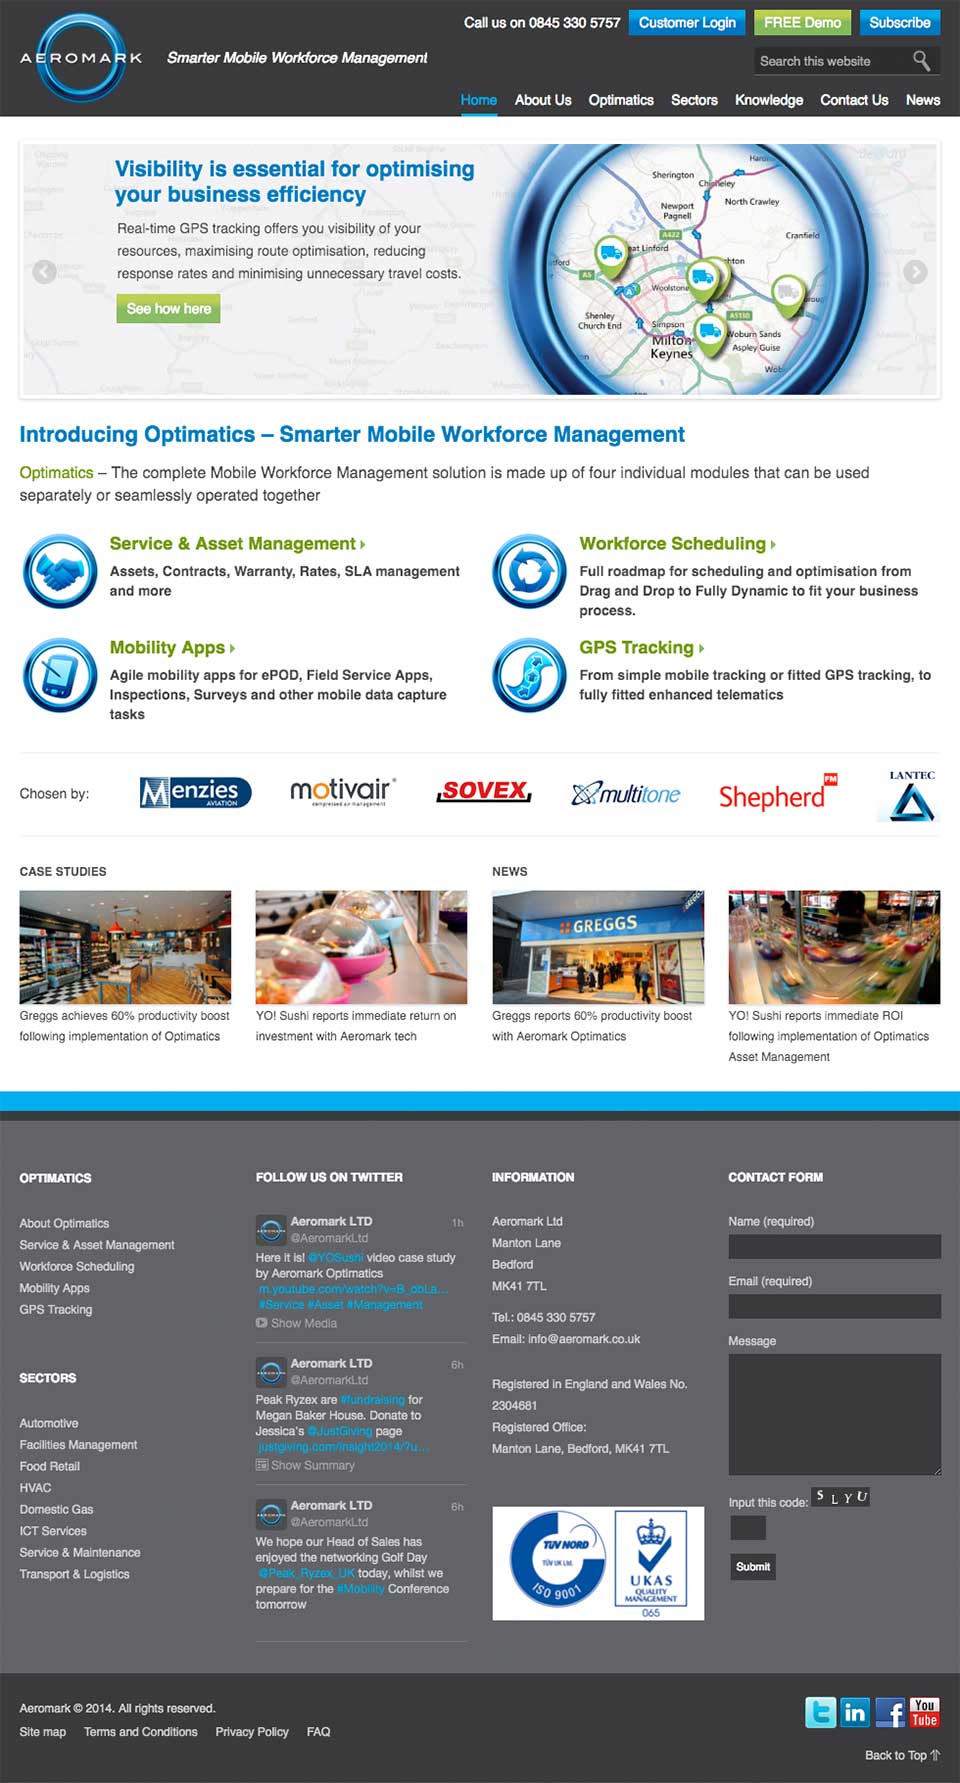 Call us on 0845 330 5757
Customer Login
FREE Demo
Subscribe
AEROMARK
Smarter Mobile Workforce Management
Search this website
Home
About Us
Optimatics
Sectors
Knowledge
Contact Us
News
Visibility is essential for optimising
your business efficiency
Real-time GPS tracking offers you visibility of your
resources, maximising route optimisation, reducing
response rates and minimising unnecessary travel costs.
See how here
Sherington
Chicheley
North Crawley
Newport
Pagnell
A422
Cranfield
Great Linford
A5
Woolstone
Shenley
Church End
Simpson
A5130
Woburn Sands
Milton
Keynes
Aspley Guise
Introducing Optimatics – Smarter Mobile Workforce Management
Optimatics – The complete Mobile Workforce Management solution is made up of four individual modules that can be used
separately or seamlessly operated together
Service & Asset Management
Assets, Contracts, Warranty, Rates, SLA management
and more
Workforce Scheduling
Full roadmap for scheduling and optimisation from
Drag and Drop to Fully Dynamic to fit your business
process.
Mobility Apps
Agile mobility apps for ePOD, Field Service Apps,
Inspections, Surveys and other mobile data capture
tasks
GPS Tracking
From simple mobile tracking or fitted GPS tracking, to
fully fitted enhanced telematics
Chosen by:
Menzies
AVIATION
motivair
compressed air management
SOVEX
multitone
Shepherd FM
LANTEC
CASE STUDIES
NEWS
GREGGS
Greggs achieves 60% productivity boost
following implementation of Optimatics
YO! Sushi reports immediate return on
investment with Aeromark tech
Greggs reports 60% productivity boost
with Aeromark Optimatics
YO! Sushi reports immediate ROI
following implementation of Optimatics
Asset Management
OPTIMATICS
About Optimatics
Service & Asset Management
Workforce Scheduling
Mobility Apps
GPS Tracking
SECTORS
Automotive
Facilities Management
Food Retail
HVAC
Domestic Gas
ICT Services
Service & Maintenance
Transport & Logistics
FOLLOW US ON TWITTER
Aeromark LTD 1h
@AeromarkLtd
Here it is! @YOSushi video case study
by Aeromark Optimatics
m.youtube.com/watch?v=B_obLa...
#Service #Asset #Management
Show Media
Aeromark LTD 6h
@AeromarkLtd
Peak Ryzex are #fundraising for
Megan Baker House. Donate to
Jessica's @JustGiving page
justgiving.com/Insight2014/?u...
Show Summary
Aeromark LTD 6h
@AeromarkLtd
We hope our Head of Sales has
enjoyed the networking Golf Day
@Peak_Ryzex_UK today, whilst we
prepare for the #Mobility Conference
tomorrow
INFORMATION
Aeromark Ltd
Manton Lane
Bedford
MK41 7TL
Tel.: 0845 330 5757
Email: info@aeromark.co.uk
Registered in England and Wales No.
2304681
Registered Office:
Manton Lane, Bedford, MK41 7TL
TÜV NORD
TÜV UK Ltd.
ISO 9001
UKAS
QUALITY
MANAGEMENT
065
CONTACT FORM
Name (required)
Email (required)
Message
Input this code: S L Y U
Submit
Aeromark © 2014. All rights reserved.
Site map
Terms and Conditions
Privacy Policy
FAQ
You
Tube
Back to Top